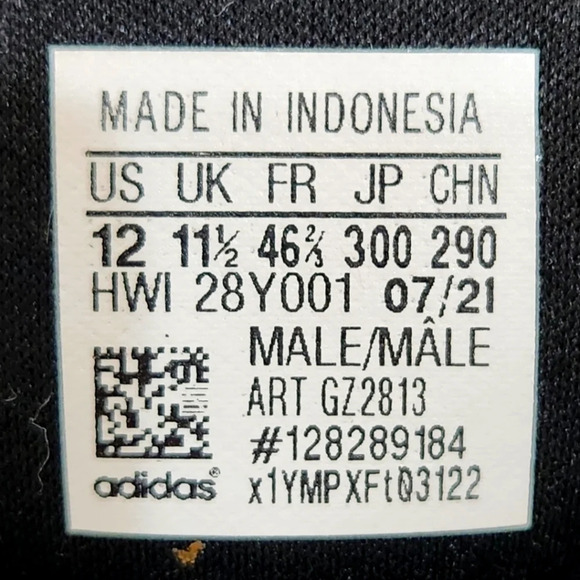 MADE IN INDONESIA
US UK FR JP CHN
12 11½ 46⅔ 300 290
HWI 28Y001 07/21
MALE/MÂLE
ART GZ2813
#128289184
adidas® x1YMPXFt03122